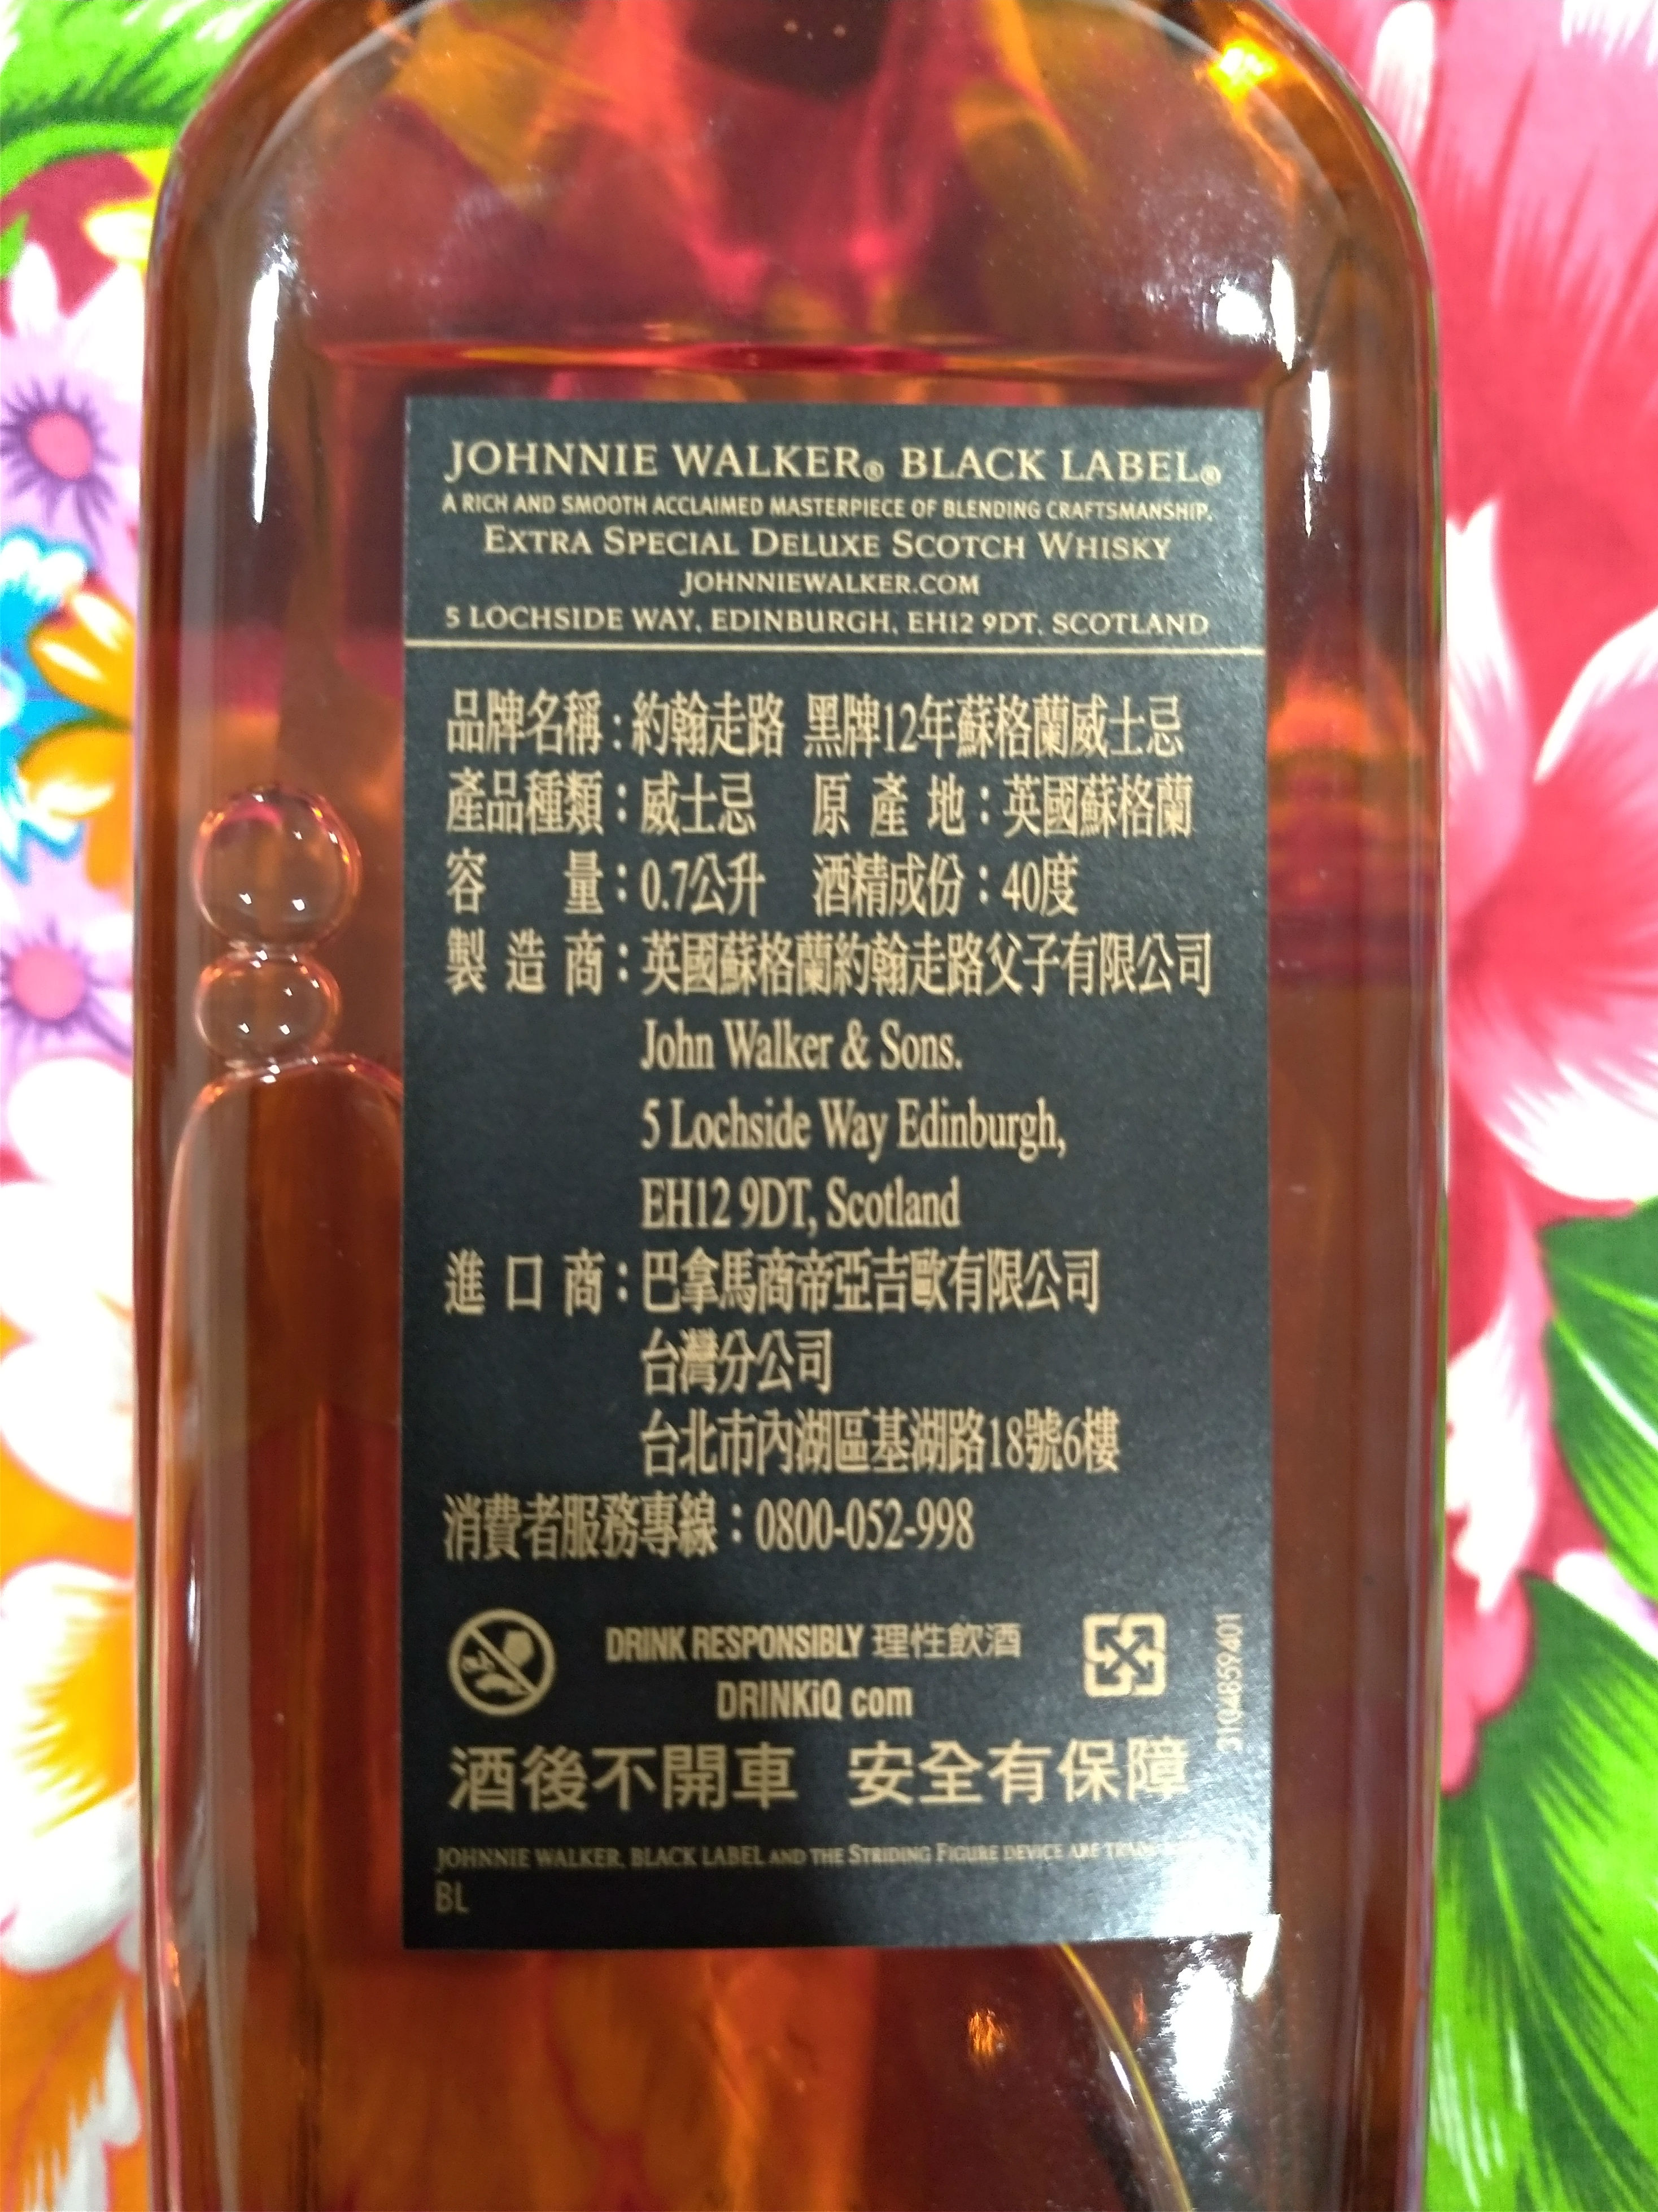 JOHNNIE WALKER® BLACK LABEL®
A RICH AND SMOOTH ACCLAIMED MASTERPIECE OF BLENDING CRAFTSMANSHIP.
EXTRA SPECIAL DELUXE SCOTCH WHISKY
JOHNNIEWALKER.COM
5 LOCHSIDE WAY, EDINBURGH, EH12 9DT, SCOTLAND
品牌名稱：約翰走路 黑牌12年蘇格蘭威士忌
產品種類：威士忌 原產地：英國蘇格蘭
容量：0.7公升 酒精成份：40度
製造商：英國蘇格蘭約翰走路父子有限公司
John Walker & Sons.
5 Lochside Way Edinburgh,
EH12 9DT, Scotland
進口商：巴拿馬商帝亞吉歐有限公司
台灣分公司
台北市內湖區基湖路18號6樓
消費者服務專線：0800-052-998
DRINK RESPONSIBLY 理性飲酒
DRINKiQ com
3104859401
酒後不開車 安全有保障
JOHNNIE WALKER, BLACK LABEL AND THE STRIDING FIGURE DEVICE ARE
BL